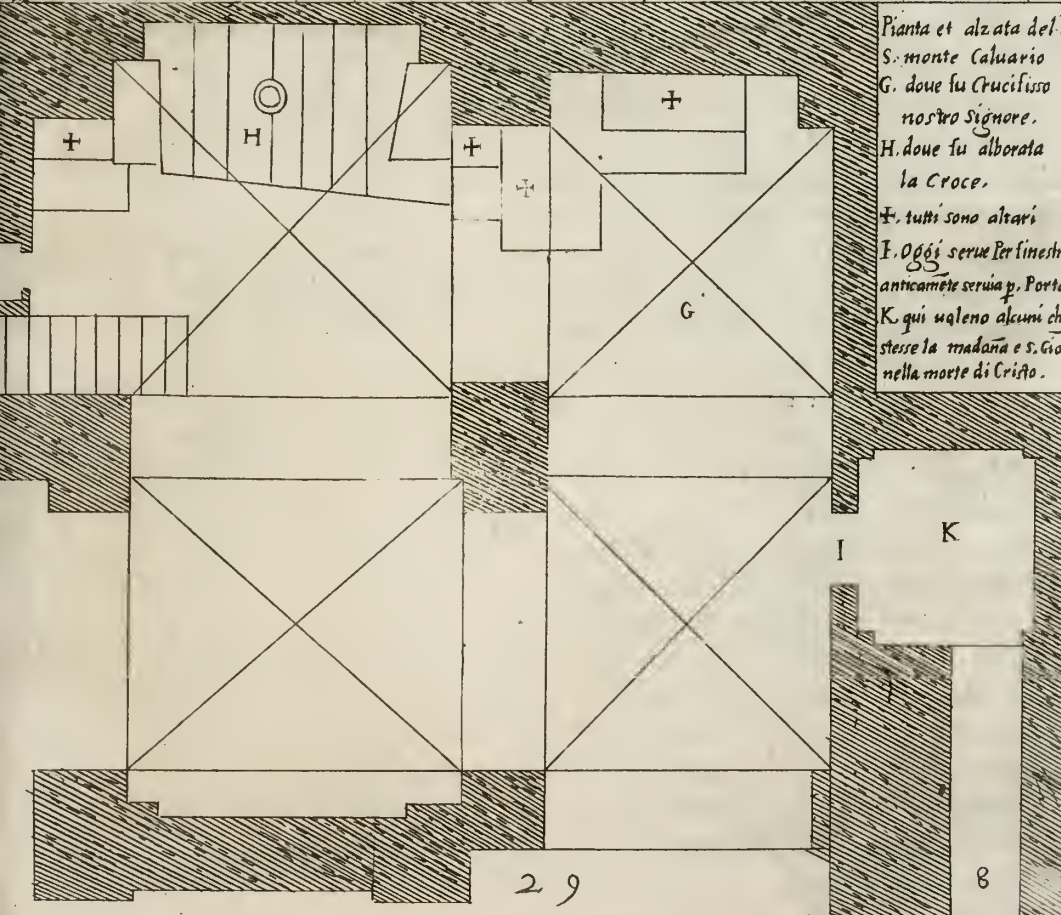 Pianta et alzata del
S. monte Caluario
G. doue fu Crucifisso
nostro Signore.
H. doue fu alborata
la Croce.
✢. tutti sono altari
I. Oggi serue Per finestr
anticamēte seruia p. Porta
K. qui uoleno alcuni ch
stesse la madoña e s. Gio
nella morte di Cristo.
✢
H
✢
✢
✢
G
I
K
29
8